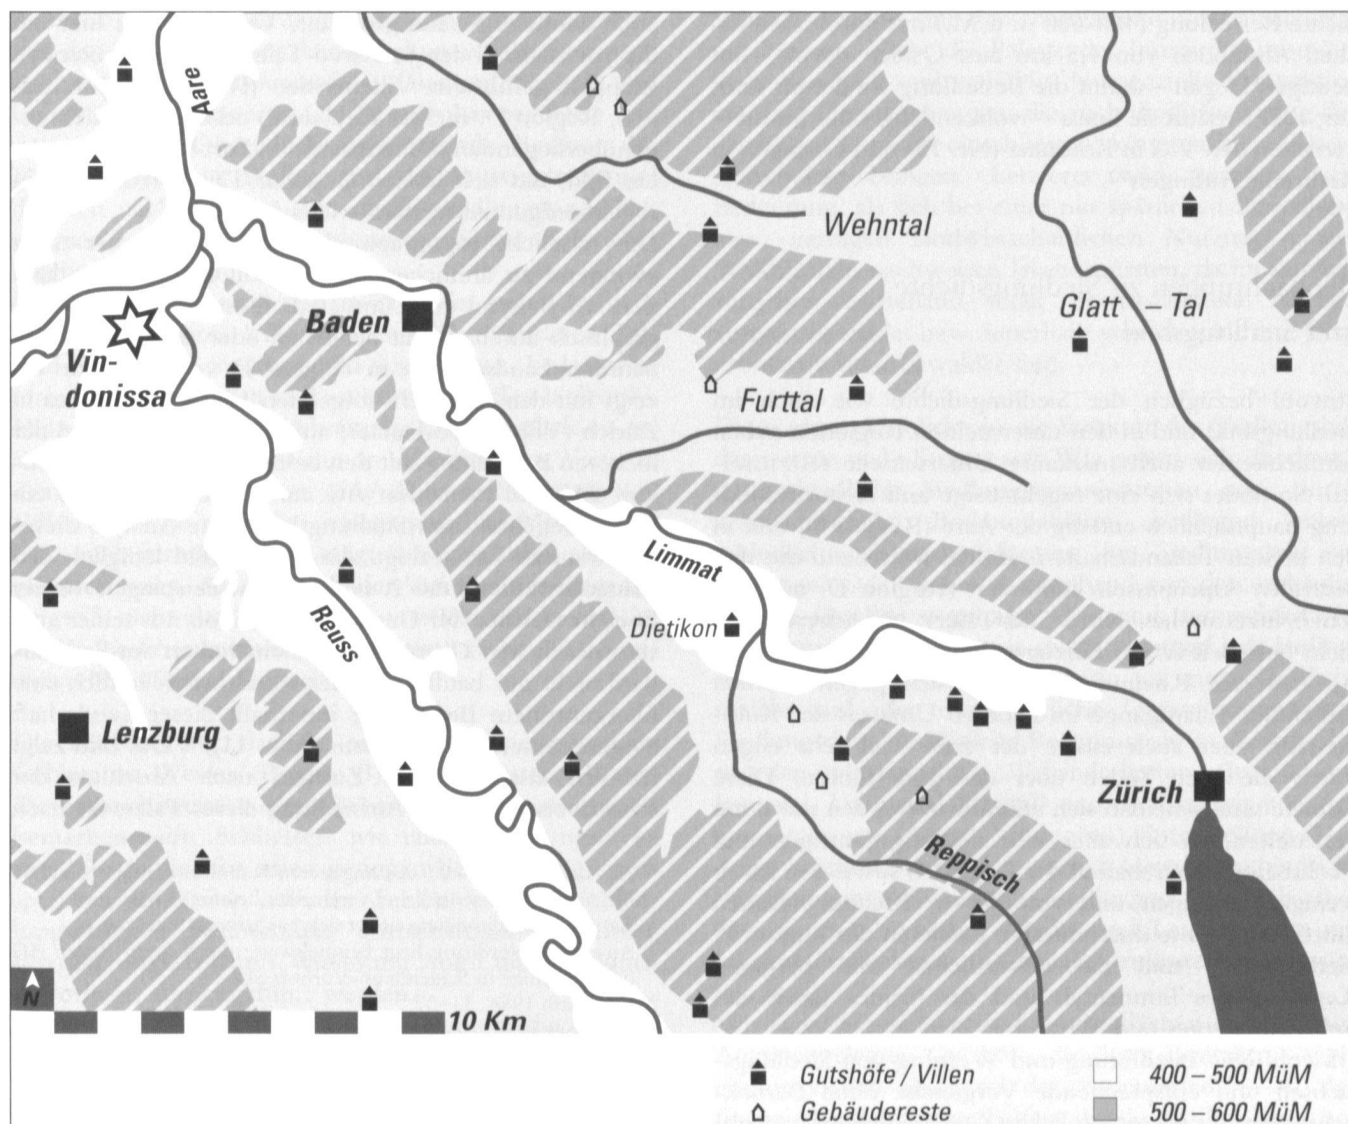 Aare
Wehntal
Glatt – Tal
Baden
Vin-
donissa
Furttal
Limmat
Dietikon
Reuss
Lenzburg
Zürich
Reppisch
N
10 Km
Gutshöfe / Villen
400 – 500 MüM
Gebäudereste
500 – 600 MüM